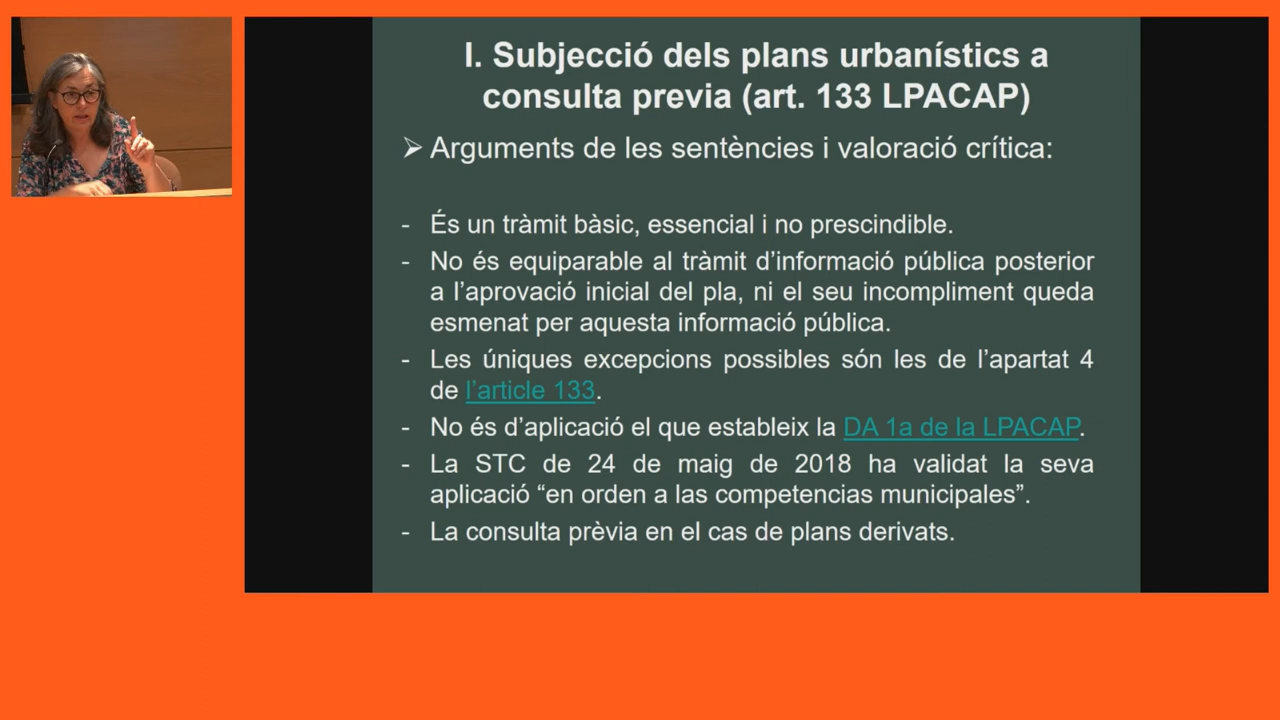 I. Subjecció dels plans urbanístics a
consulta previa (art. 133 LPACAP)
➢ Arguments de les sentències i valoració crítica:
- És un tràmit bàsic, essencial i no prescindible.
- No és equiparable al tràmit d’informació pública posterior
a l’aprovació inicial del pla, ni el seu incompliment queda
esmenat per aquesta informació pública.
- Les úniques excepcions possibles són les de l’apartat 4
de l’article 133.
- No és d’aplicació el que estableix la DA 1a de la LPACAP.
- La STC de 24 de maig de 2018 ha validat la seva
aplicació “en orden a las competencias municipales”.
- La consulta prèvia en el cas de plans derivats.